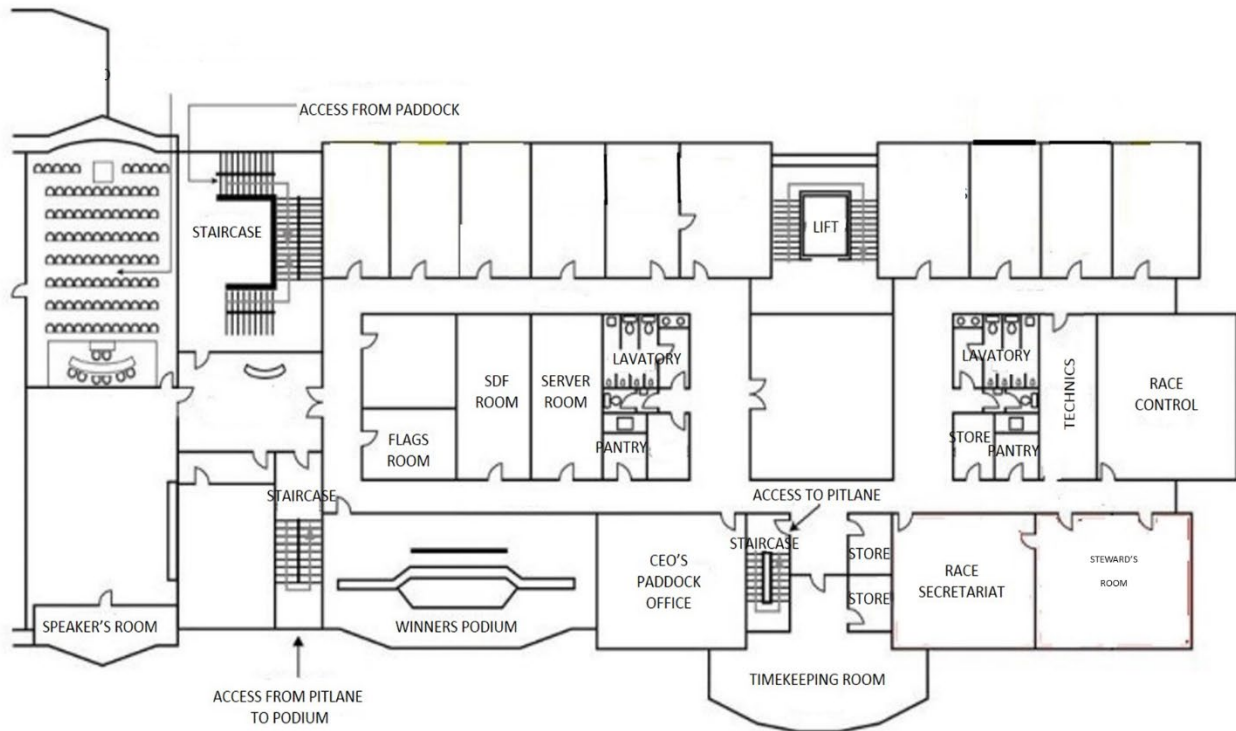 ACCESS FROM PADDOCK
STAIRCASE
LIFT
LAVATORY
LAVATORY
SDF
ROOM
SERVER
ROOM
TECHNICS
RACE
CONTROL
FLAGS
ROOM
PANTRY
STORE
PANTRY
STAIRCASE
ACCESS TO PITLANE
STAIRCASE
CEO'S
PADDOCK
OFFICE
STORE
STORE
RACE
SECRETARIAT
STEWARD'S
ROOM
SPEAKER'S ROOM
WINNERS PODIUM
TIMEKEEPING ROOM
ACCESS FROM PITLANE
TO PODIUM